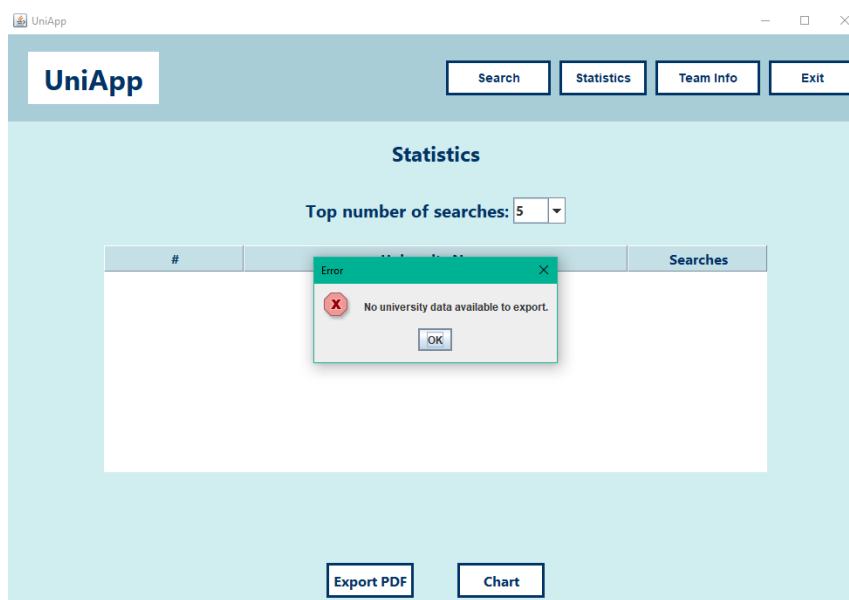 UniApp
UniApp
Search
Statistics
Team Info
Exit
Statistics
Top number of searches: 5
#
Searches
Error
No university data available to export.
OK
Export PDF
Chart